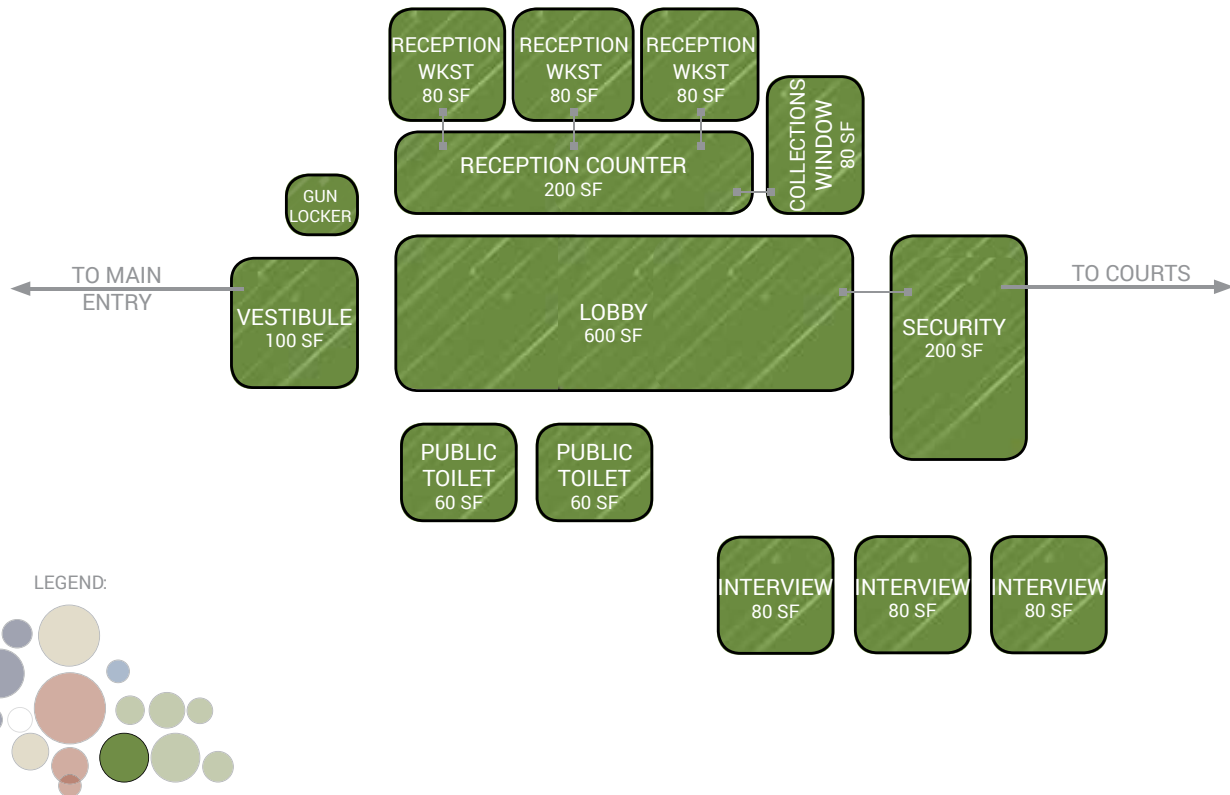 RECEPTION
WKST
80 SF
RECEPTION
WKST
80 SF
RECEPTION
WKST
80 SF
COLLECTIONS
WINDOW
80 SF
RECEPTION COUNTER
200 SF
GUN
LOCKER
TO MAIN
ENTRY
VESTIBULE
100 SF
LOBBY
600 SF
SECURITY
200 SF
TO COURTS
PUBLIC
TOILET
60 SF
PUBLIC
TOILET
60 SF
INTERVIEW
80 SF
INTERVIEW
80 SF
INTERVIEW
80 SF
LEGEND: